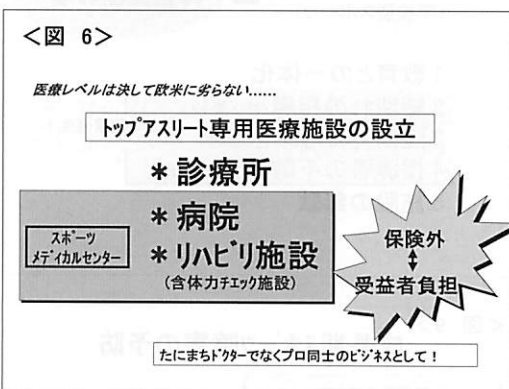 <図 6>
医療レベルは決して欧米に劣らない……
トップアスリート専用医療施設の設立
＊診療所
＊病院
＊リハビリ施設
(含体力チエック施設)
スポーツ
メディカルセンター
保険外
↕
受益者負担
たにまちドクターでなくプロ同士のビジネスとして！